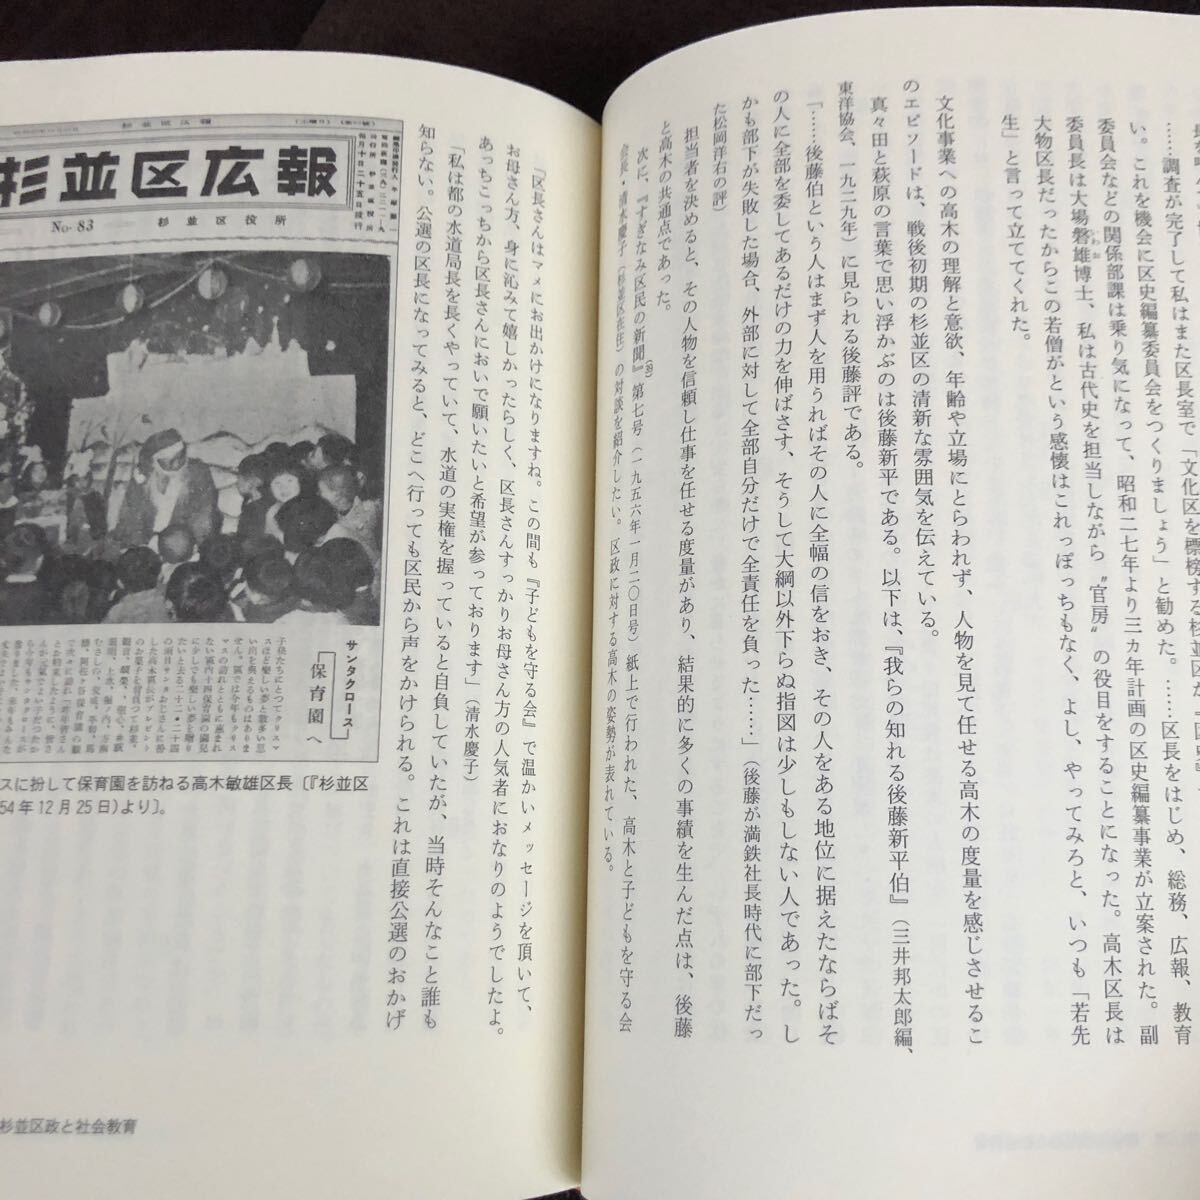 ……調査が完了して私はまた区長室で「文化区を標榜する杉並区
い。これを機会に区史編纂委員会をつくりましょう」と勧めた。……区長をはじめ、総務、広報、教育
委員会などの関係部課は乗り気になって、昭和二七年より三カ年計画の区史編纂事業が立案された。副
委員長は大場磐雄博士、私は古代史を担当しながら〝官房〟の役目をすることになった。高木区長は
いわお
大物区長だったからこの若僧がという感懐はこれっぽっちもなく、よし、やってみろと、いつも「若先
生」と言って立ててくれた。
文化事業への高木の理解と意欲、年齢や立場にとらわれず、人物を見て任せる高木の度量を感じさせるこ
のエピソードは、戦後初期の杉並区の清新な雰囲気を伝えている。
真々田と萩原の言葉で思い浮かぶのは後藤新平である。以下は、『我らの知れる後藤新平伯』（三井邦太郎編、
東洋協会、一九二九年）に見られる後藤評である。
「……後藤伯という人はまず人を用うればその人に全幅の信をおき、その人をある地位に据えたならばそ
の人に全部を委してあるだけの力を伸ばさす、そうして大綱以外下らぬ指図は少しもしない人であった。し
かも部下が失敗した場合、外部に対して全部自分だけで全責任を負った……」（後藤が満鉄社長時代に部下だっ
た松岡洋右の評）
担当者を決めると、その人物を信頼し仕事を任せる度量があり、結果的に多くの事績を生んだ点は、後藤
と高木の共通点であった。
次に、『すぎなみ区民の新聞』(39)第七号（一九五六年一月二〇日号）紙上で行われた、高木と子どもを守る会
会長・清水慶子（杉並区在住）の対談を紹介したい。区政に対する高木の姿勢が表れている。
「区長さんはマメにお出かけになりますね。この間も『子どもを守る会』で温かいメッセージを頂いて、
お母さん方、身に沁みて嬉しかったらしく、区長さんすっかりお母さん方の人気者におなりのようでしたよ。
あっちこっちから区長さんにおいで願いたいと希望が参っております」（清水慶子）
「私は都の水道局長を長くやっていて、水道の実権を握っていると自負していたが、当時そんなこと誰も
知らない。公選の区長になってみると、どこへ行っても区民から声をかけられる。これは直接公選のおかげ
杉並区広報
杉並区広報
No. 83
杉並区役所
サンタクロース
保育園へ
スに扮して保育園を訪ねる高木敏雄区長〔『杉並区
54年12月25日)より〕。
杉並区政と社会教育